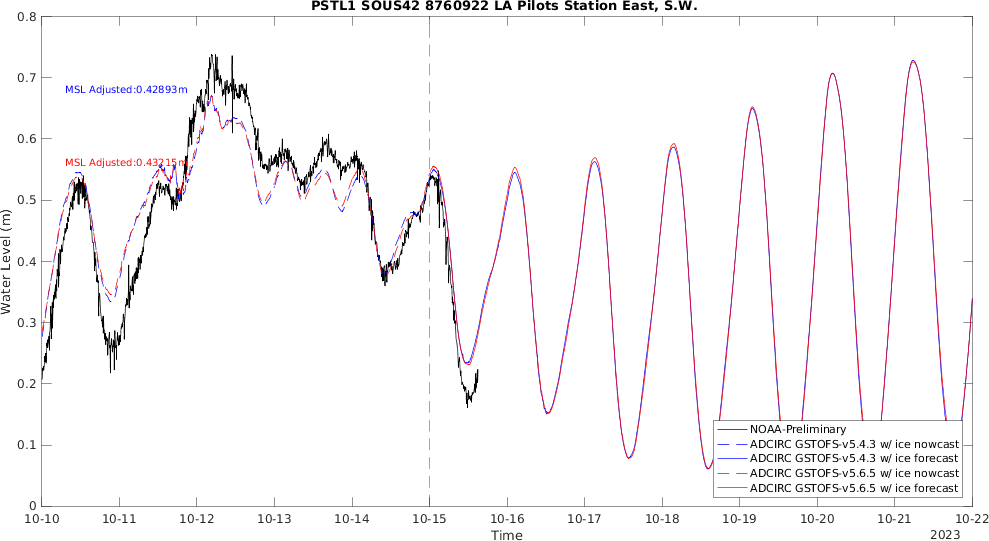 PSTL1 SOUS42 8760922 LA Pilots Station East, S.W.
0.8
0.7
0.6
0.5
0.4
0.3
0.2
0.1
0
Water Level (m)
MSL Adjusted:0.42893m
MSL Adjusted:0.43215m
NOAA-Preliminary
ADCIRC GSTOFS-v5.4.3 w/ ice nowcast
ADCIRC GSTOFS-v5.4.3 w/ ice forecast
ADCIRC GSTOFS-v5.6.5 w/ ice nowcast
ADCIRC GSTOFS-v5.6.5 w/ ice forecast
10-10 10-11 10-12 10-13 10-14 10-15 10-16 10-17 10-18 10-19 10-20 10-21 10-22
Time
2023